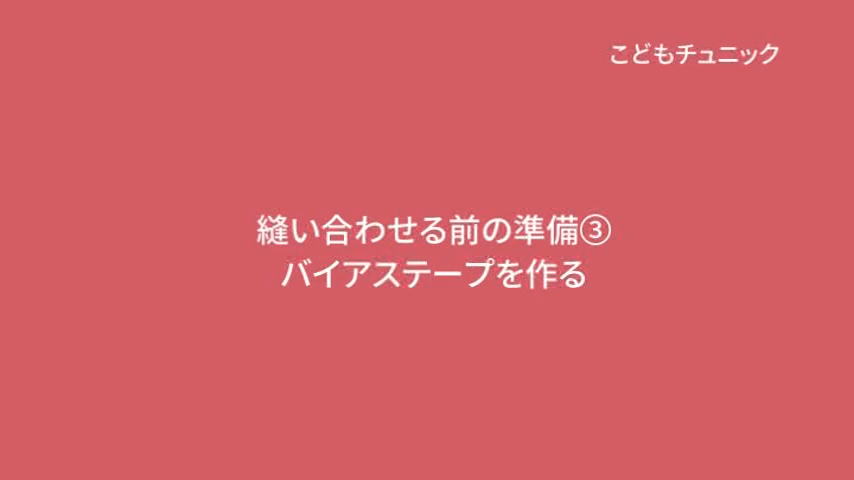 こどもチュニック
縫い合わせる前の準備③
バイアステープを作る